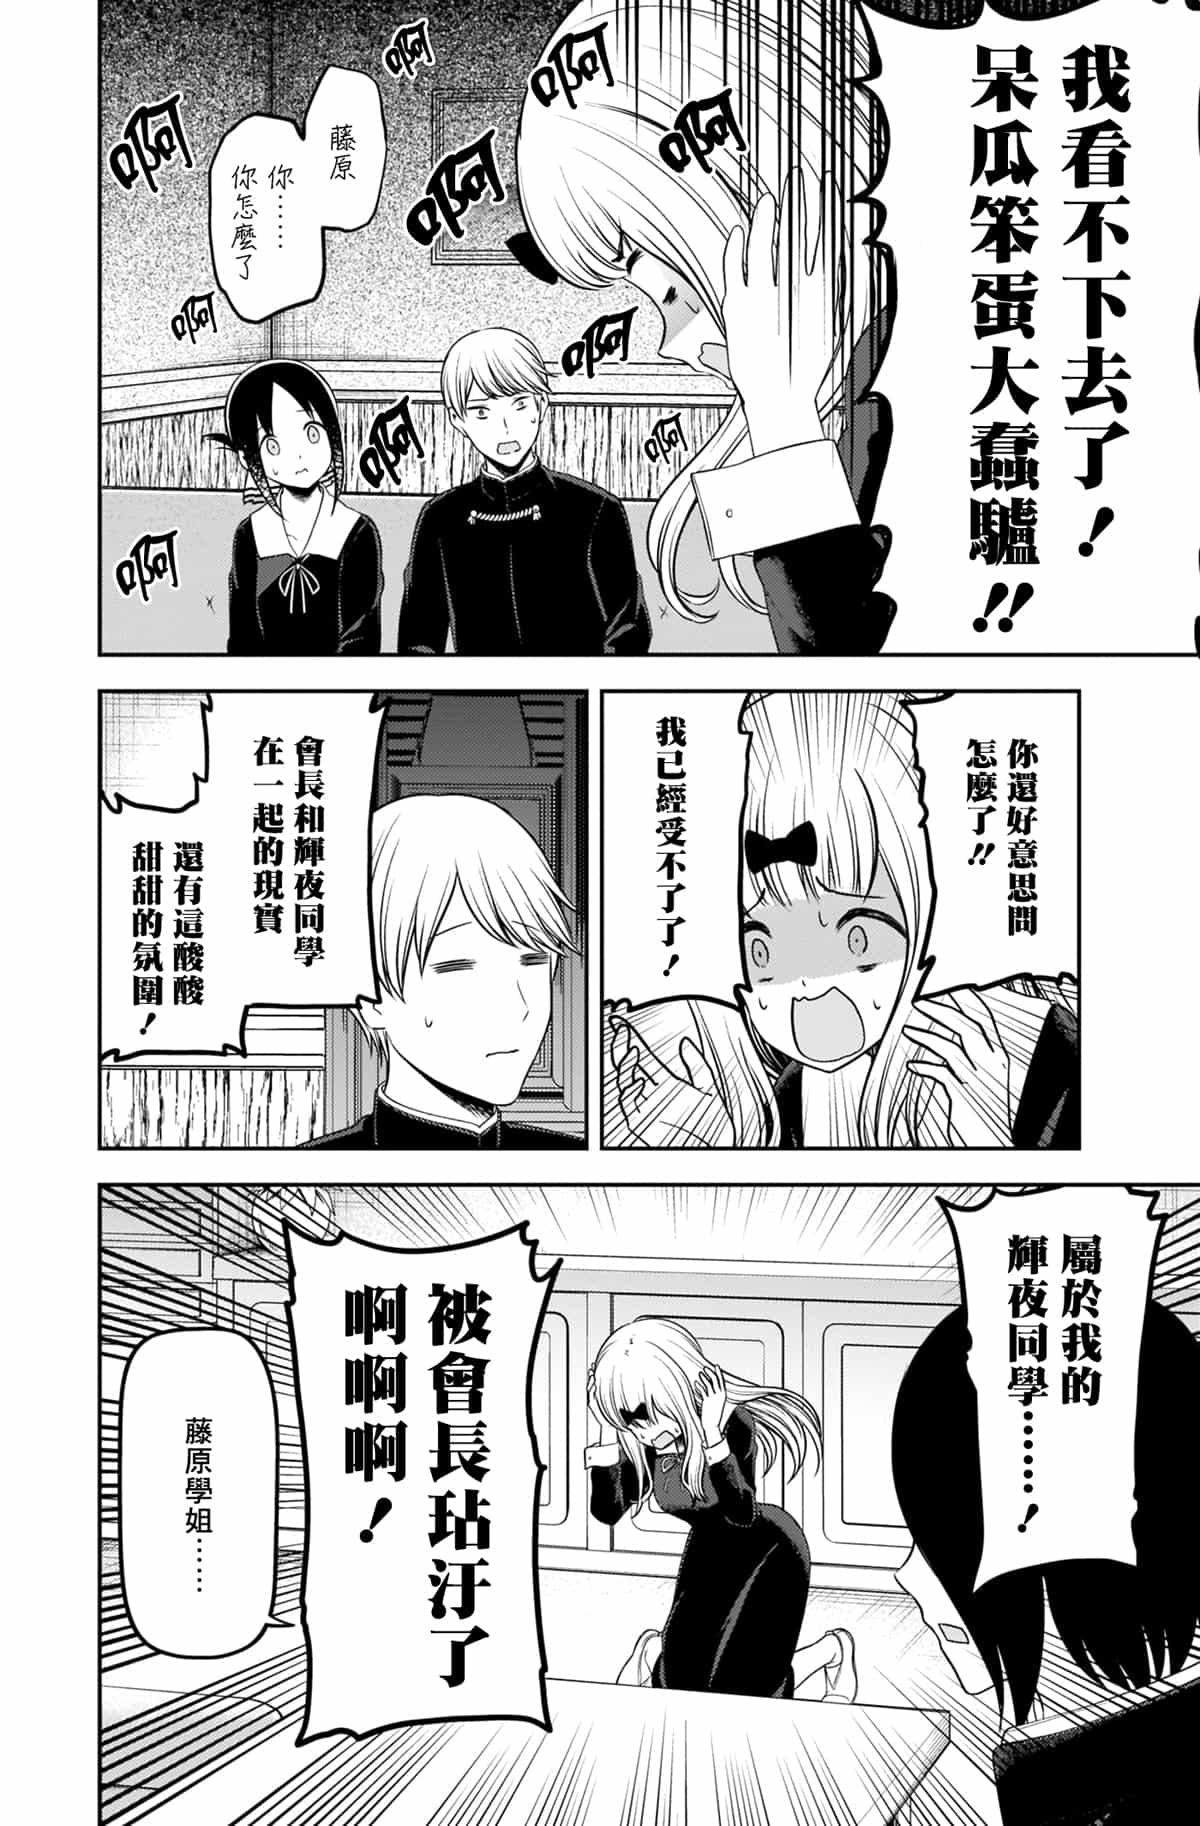 我看不下去了！
呆瓜笨蛋大蠢驢!!
啊
啊
啊
啊
啊
啊
啊
啊
啊
啊
啊
藤原
你……
你怎麼了
你還好意思問
怎麼了!!
我已經受不了了！
會長和輝夜同學
在一起的現實
還有這酸酸
甜甜的氛圍！
屬於我的
輝夜同學……！
被會長玷汙了
啊啊啊！
藤原學姐……